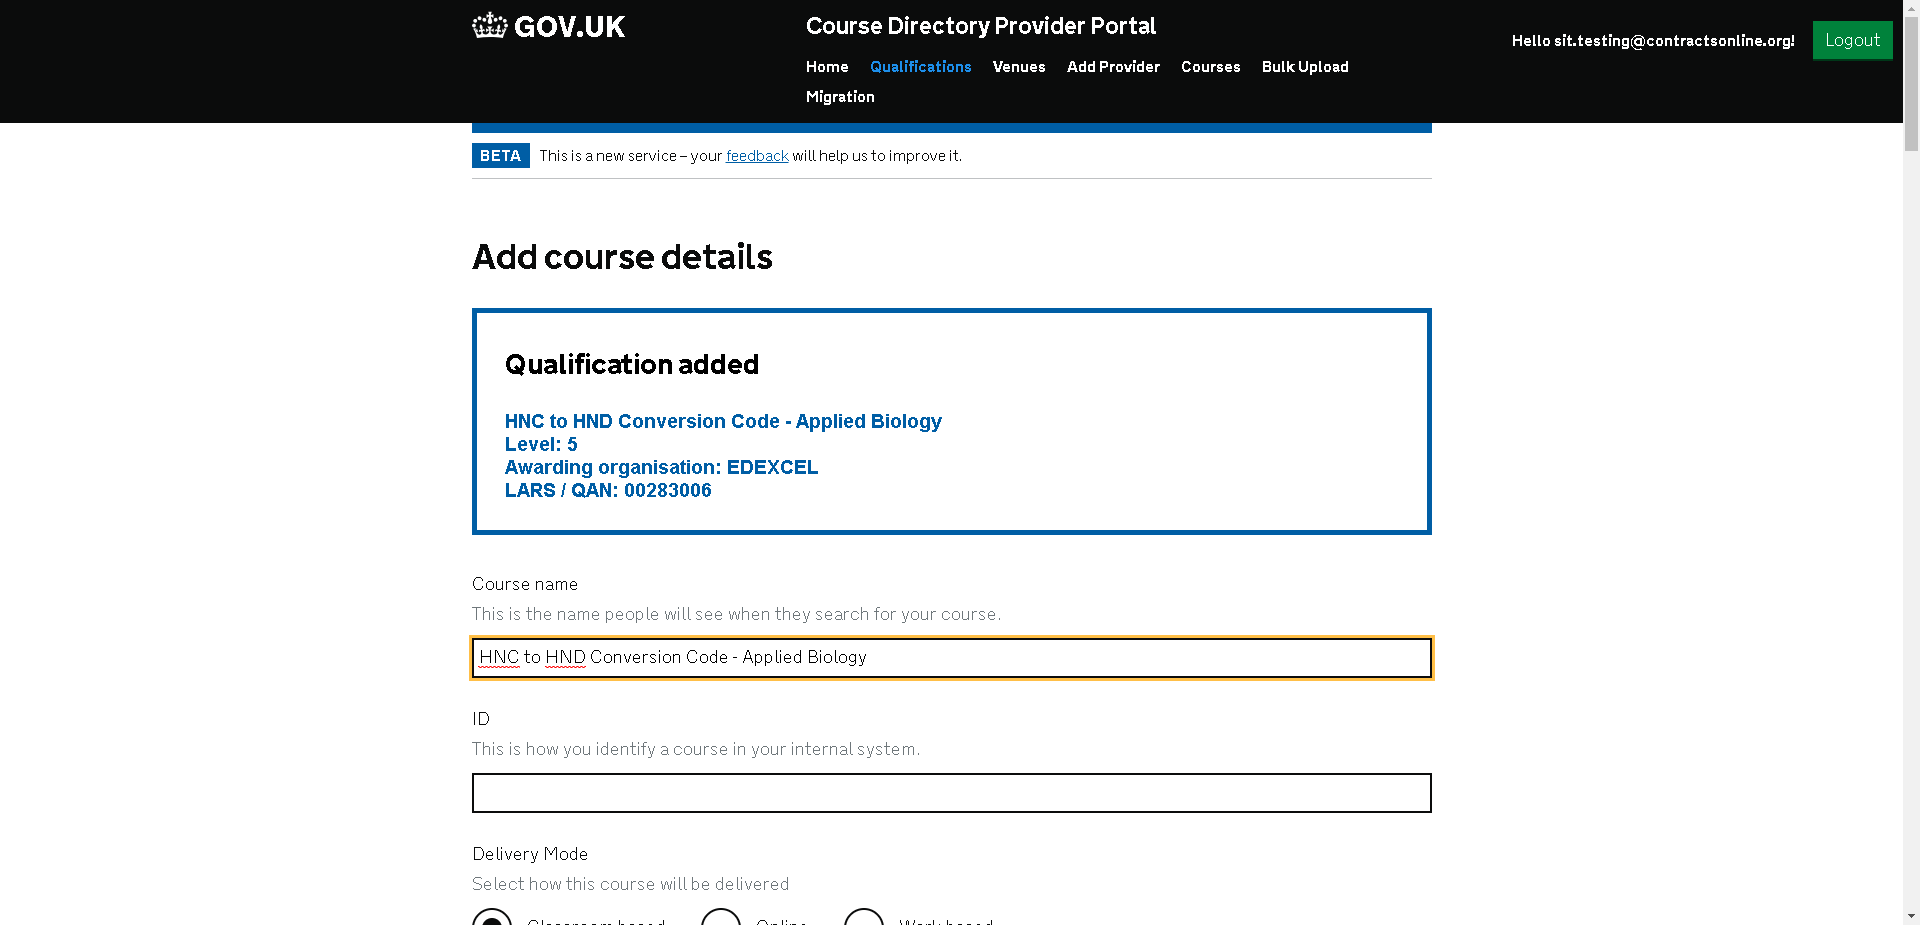 GOV.UK
Course Directory Provider Portal
Home Qualifications Venues Add Provider Courses Bulk Upload
Migration
Hello sit.testing@contractsonline.org!
Logout
BETA This is a new service – your feedback will help us to improve it.
Add course details
Qualification added
HNC to HND Conversion Code - Applied Biology
Level: 5
Awarding organisation: EDEXCEL
LARS / QAN: 00283006
Course name
This is the name people will see when they search for your course.
HNC to HND Conversion Code - Applied Biology
ID
This is how you identify a course in your internal system.
Delivery Mode
Select how this course will be delivered
Classroom based Online Work based